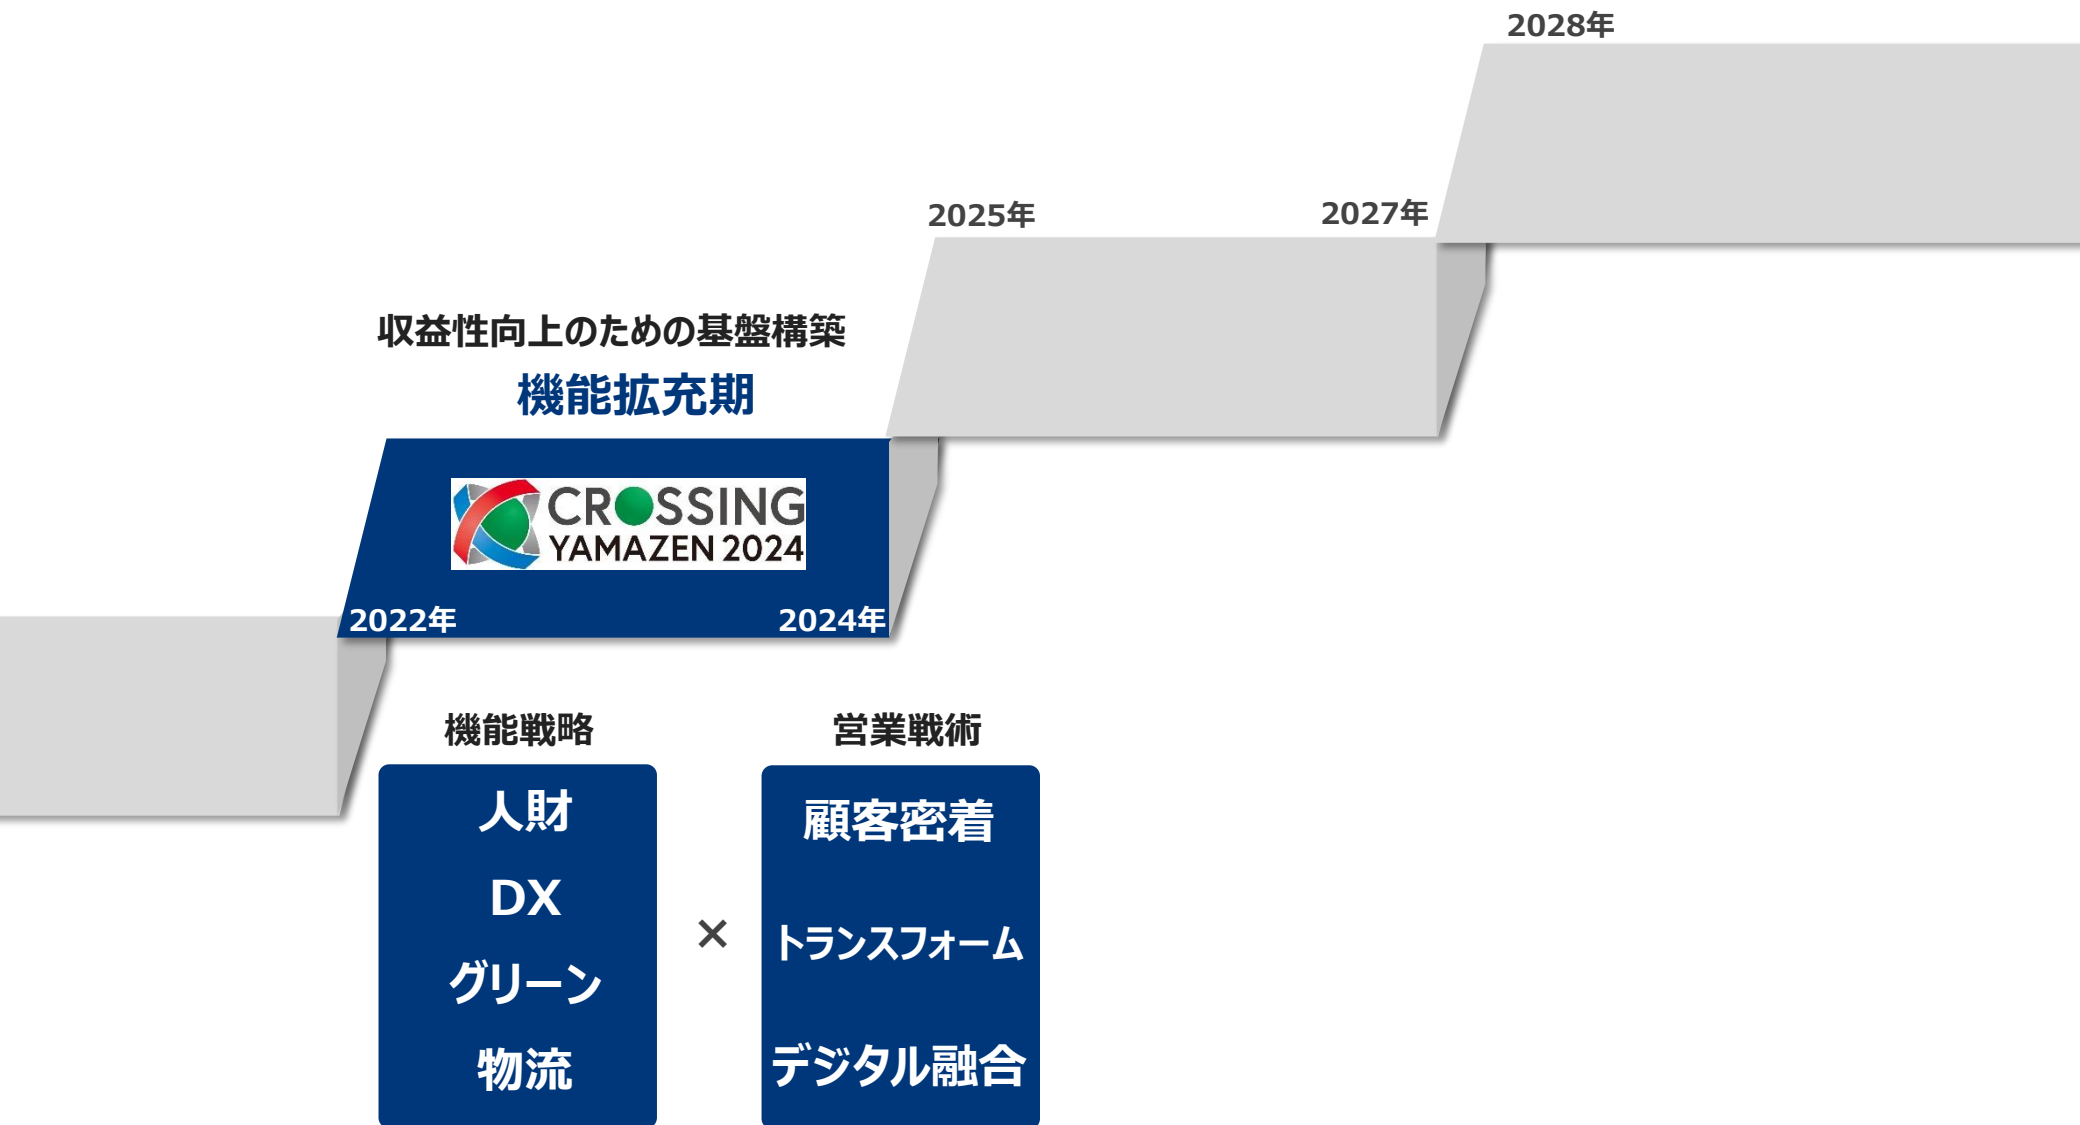 2028年
2025年
2027年
収益性向上のための基盤構築
機能拡充期
CROSSING
YAMAZEN 2024
2022年
2024年
機能戦略
人財
DX
グリーン
物流
×
営業戦術
顧客密着
トランスフォーム
デジタル融合